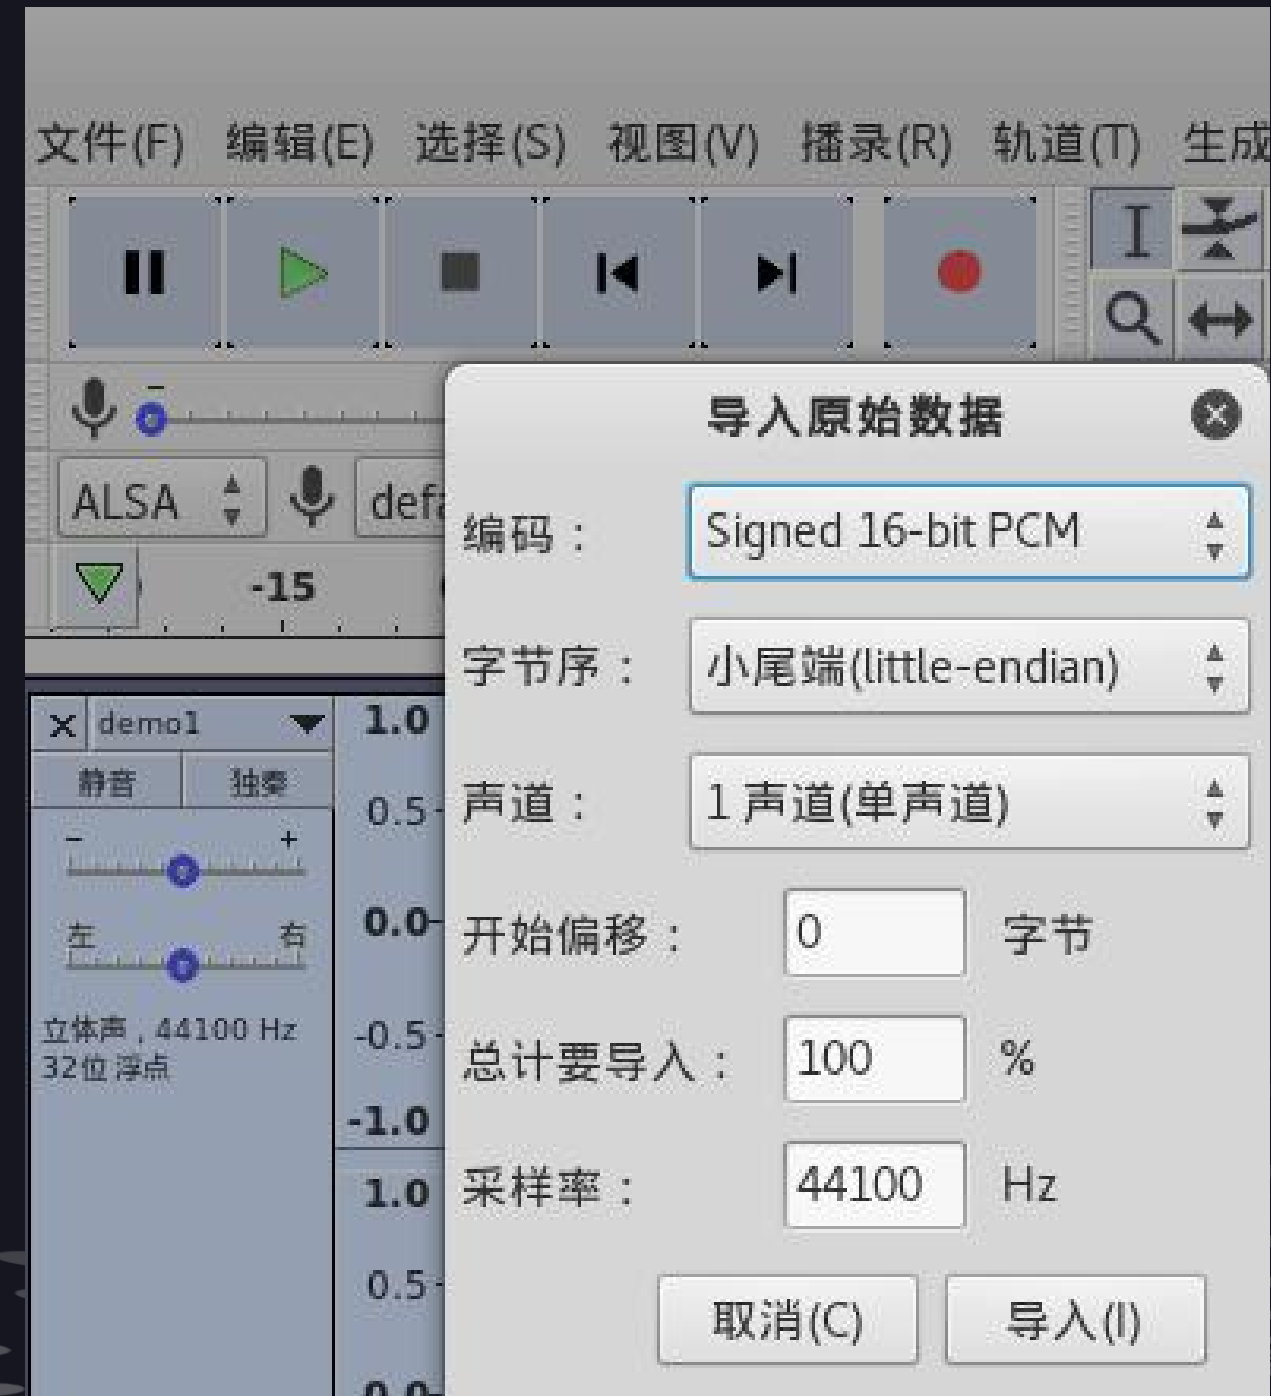 文件(F) 编辑(E) 选择(S) 视图(V) 播录(R) 轨道(T) 生成
ALSA
-15
demo1
静音 独奏
- +
左 右
立体声，44100 Hz
32位 浮点
1.0
0.5
0.0
-0.5
-1.0
1.0
0.5
0.0
导入原始数据
编码： Signed 16-bit PCM
字节序： 小尾端(little-endian)
声道： 1 声道(单声道)
开始偏移： 0 字节
总计要导入： 100 %
采样率： 44100 Hz
取消(C) 导入(I)